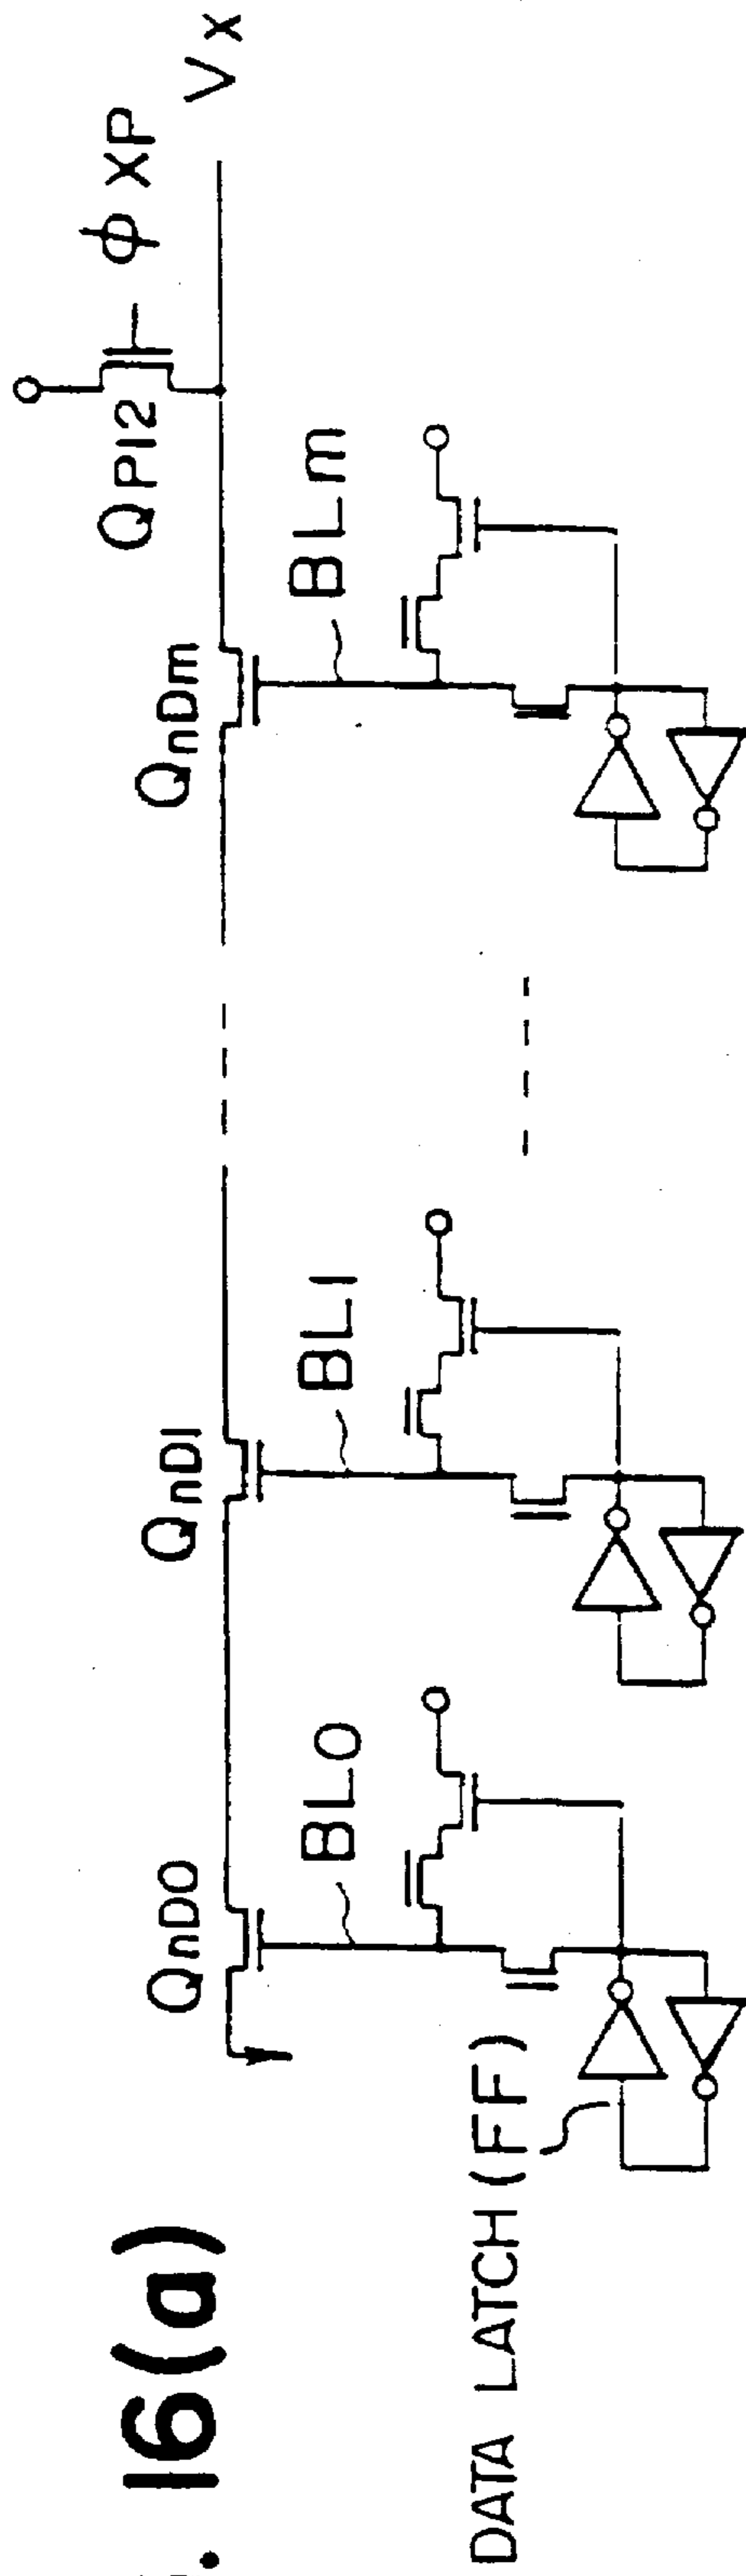 . 16(a)
QnD0
QnD1
QnDm
QP12
φXP
Vx
BL0
BL1
BLm
DATA LATCH (FF)